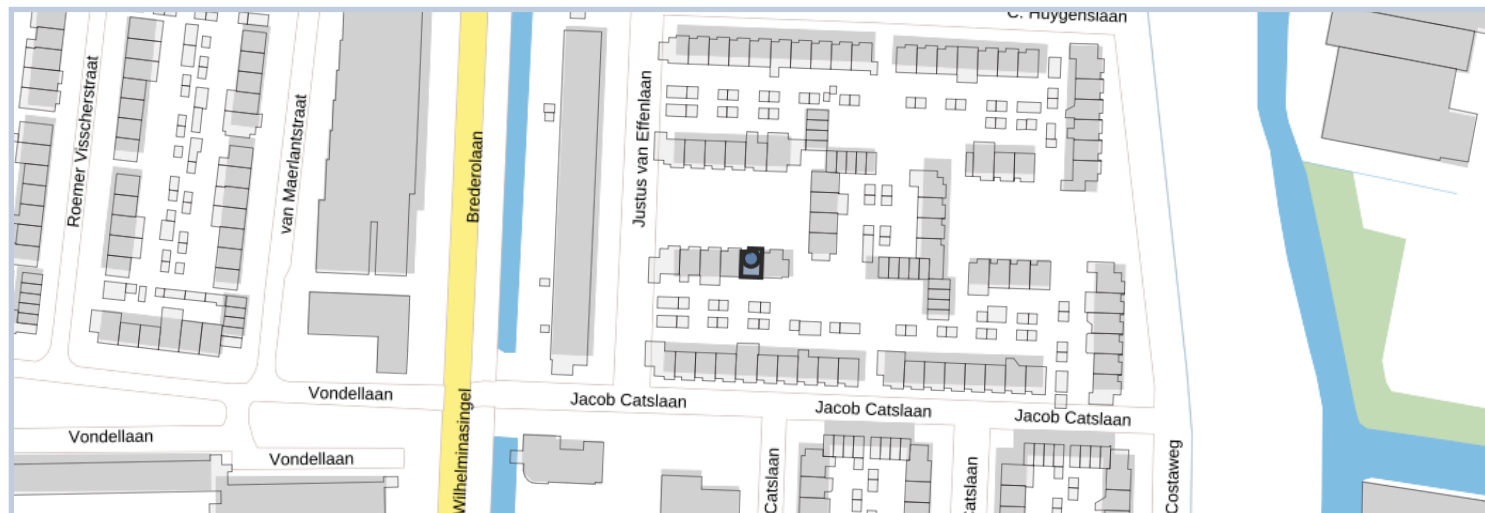 C. Huygenslaan
Roemer Visscherstraat
van Maerlantstraat
Brederolaan
Justus van Effenlaan
Vondellaan
Jacob Catslaan
Jacob Catslaan
Jacob Catslaan
Vondellaan
Vondellaan
Wilhelminasingel
Catslaan
Catslaan
Costaweg